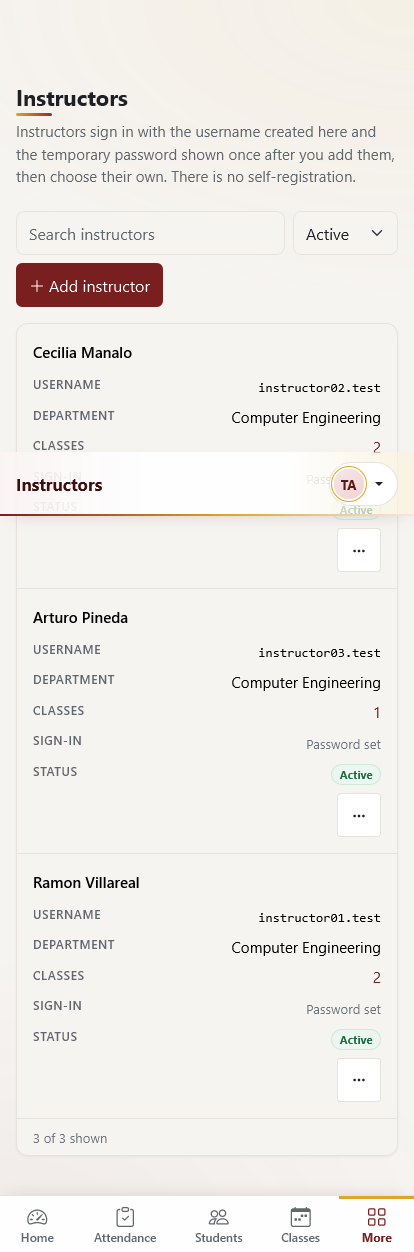 Instructors
Instructors sign in with the username created here and
the temporary password shown once after you add them,
then choose their own. There is no self-registration.
Search instructors
Active
+ Add instructor
Cecilia Manalo
USERNAME instructor02.test
DEPARTMENT Computer Engineering
CLASSES 2
SIGN-IN Pass
Instructors TA
STATUS Active
...
Arturo Pineda
USERNAME instructor03.test
DEPARTMENT Computer Engineering
CLASSES 1
SIGN-IN Password set
STATUS Active
...
Ramon Villareal
USERNAME instructor01.test
DEPARTMENT Computer Engineering
CLASSES 2
SIGN-IN Password set
STATUS Active
...
3 of 3 shown
Home Attendance Students Classes More